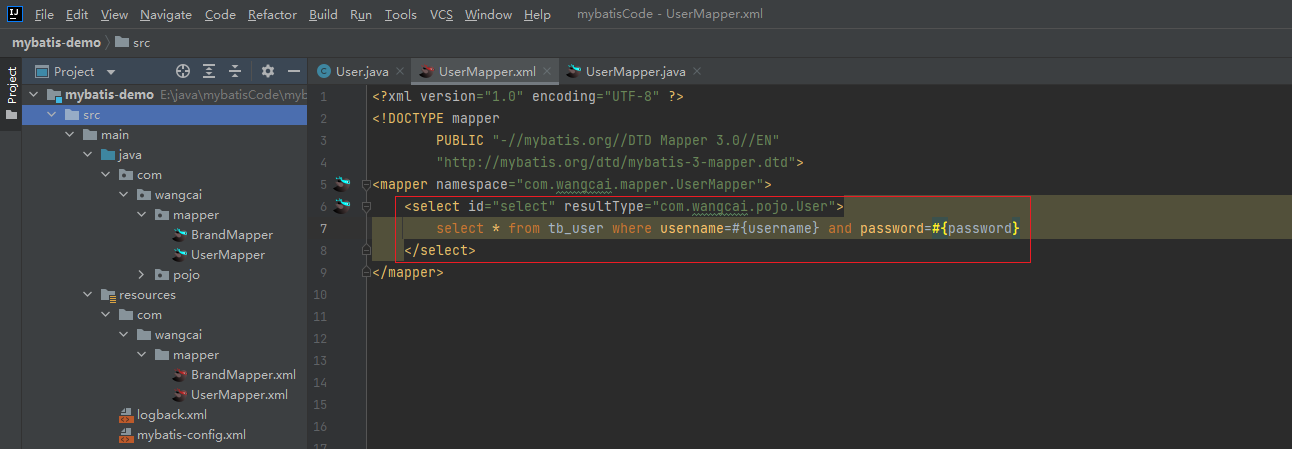 File Edit View Navigate Code Refactor Build Run Tools VCS Window Help mybatisCode - UserMapper.xml
mybatis-demo src
Project
Project
User.java UserMapper.xml UserMapper.java
mybatis-demo E:\java\mybatisCode\myb
src
main
java
com
wangcai
mapper
BrandMapper
UserMapper
pojo
resources
com
wangcai
mapper
BrandMapper.xml
UserMapper.xml
logback.xml
mybatis-config.xml
1 <?xml version="1.0" encoding="UTF-8" ?>
2 <!DOCTYPE mapper
3 PUBLIC "-//mybatis.org//DTD Mapper 3.0//EN"
4 "http://mybatis.org/dtd/mybatis-3-mapper.dtd">
5 <mapper namespace="com.wangcai.mapper.UserMapper">
6 <select id="select" resultType="com.wangcai.pojo.User">
7 select * from tb_user where username=#{username} and password=#{password}
8 </select>
9 </mapper>
10
11
12
13
14
15
16
17